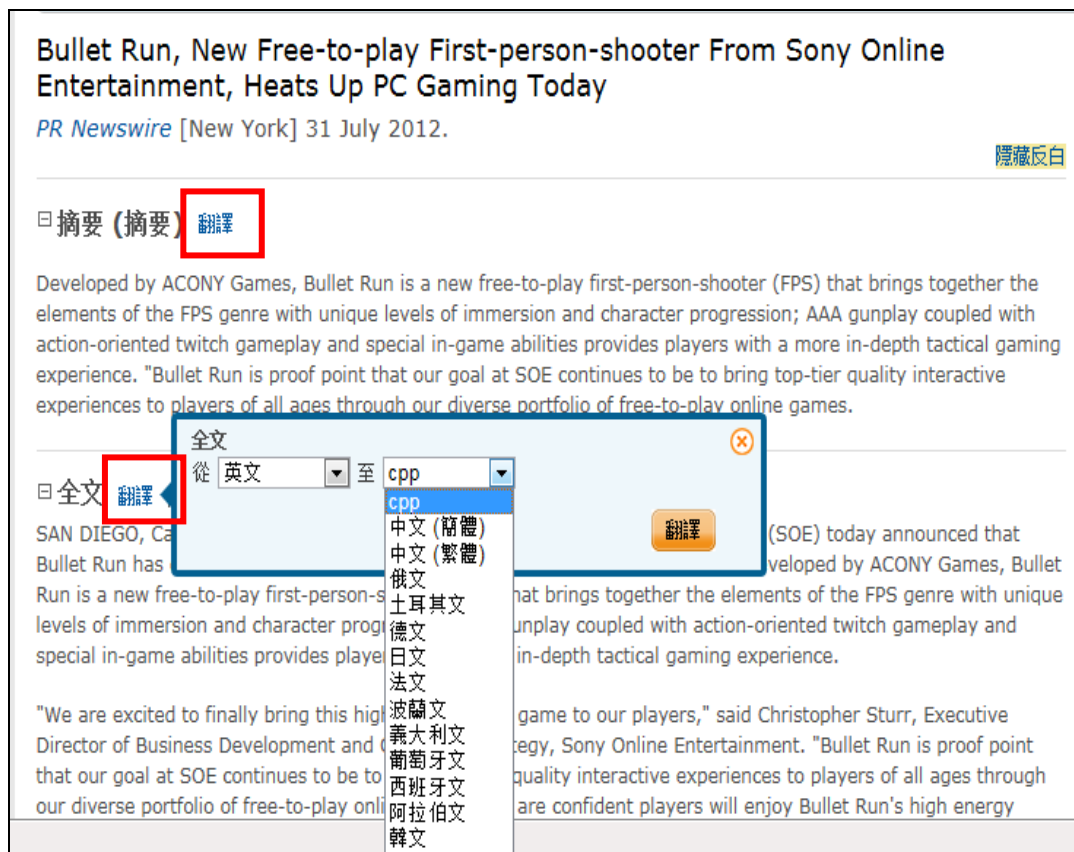 Bullet Run, New Free-to-play First-person-shooter From Sony Online
Entertainment, Heats Up PC Gaming Today
PR Newswire [New York] 31 July 2012.
隱藏反白
摘要 (摘要) 翻譯
Developed by ACONY Games, Bullet Run is a new free-to-play first-person-shooter (FPS) that brings together the
elements of the FPS genre with unique levels of immersion and character progression; AAA gunplay coupled with
action-oriented twitch gameplay and special in-game abilities provides players with a more in-depth tactical gaming
experience. "Bullet Run is proof point that our goal at SOE continues to be to bring top-tier quality interactive
experiences to players of all ages through our diverse portfolio of free-to-play online games.
全文
從 英文 至 cpp
翻譯
cpp
中文 (簡體)
中文 (繁體)
俄文
土耳其文
德文
日文
法文
波蘭文
義大利文
葡萄牙文
西班牙文
阿拉伯文
韓文
全文 翻譯
SAN DIEGO, Ca (SOE) today announced that
Bullet Run has veloped by ACONY Games, Bullet
Run is a new free-to-play first-person-s hat brings together the elements of the FPS genre with unique
levels of immersion and character prog unplay coupled with action-oriented twitch gameplay and
special in-game abilities provides playe in-depth tactical gaming experience.
"We are excited to finally bring this hig game to our players," said Christopher Sturr, Executive
Director of Business Development and tegy, Sony Online Entertainment. "Bullet Run is proof point
that our goal at SOE continues to be to quality interactive experiences to players of all ages through
our diverse portfolio of free-to-play onli are confident players will enjoy Bullet Run's high energy